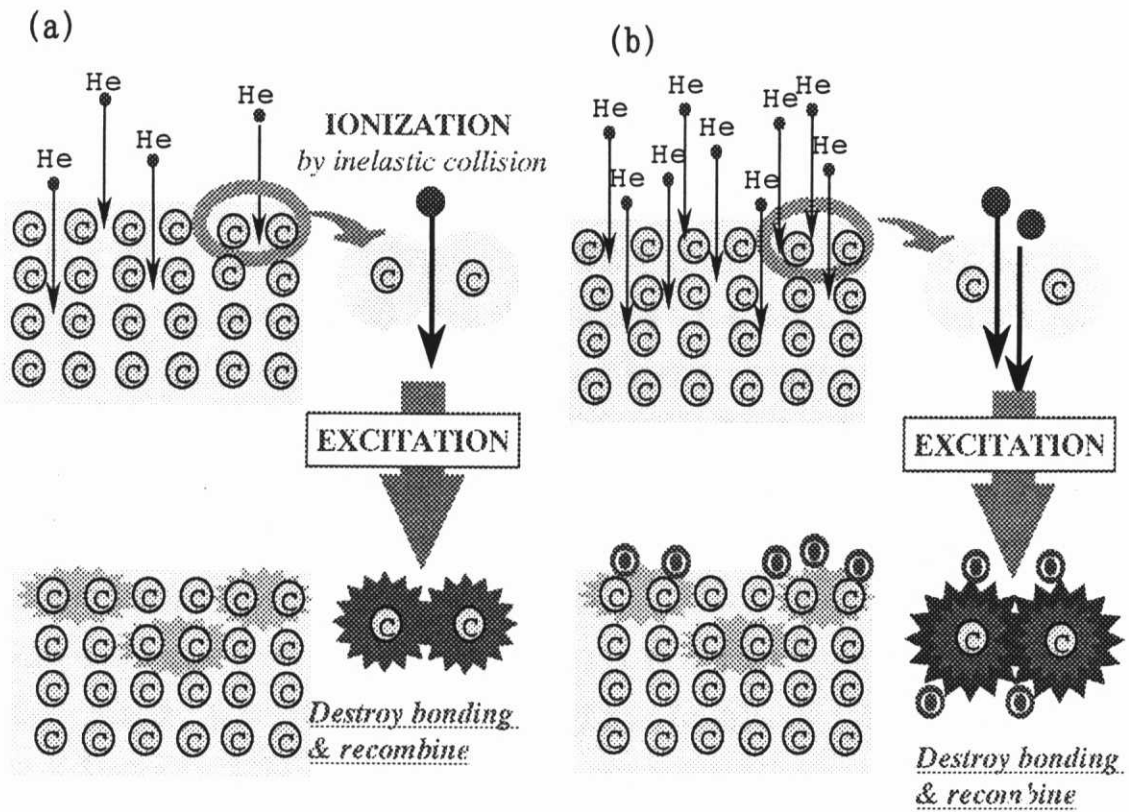 (a)
He He
He He
IONIZATION
by inelastic collision
C C C C C C
C C C C C C
C C C C C C
C C C C C C
C C
EXCITATION
C C C C C C
C C C C C C
C C C C C C
C C C C C C
C C
Destroy bonding
& recombine
(b)
He He He He
He He
He He He
C C C C C C
C C C C C C
C C C C C C
C C C C C C
C C
EXCITATION
C C C C C C
C C C C C C
C C C C C C
C C C C C C
C C
Destroy bonding
& recombine